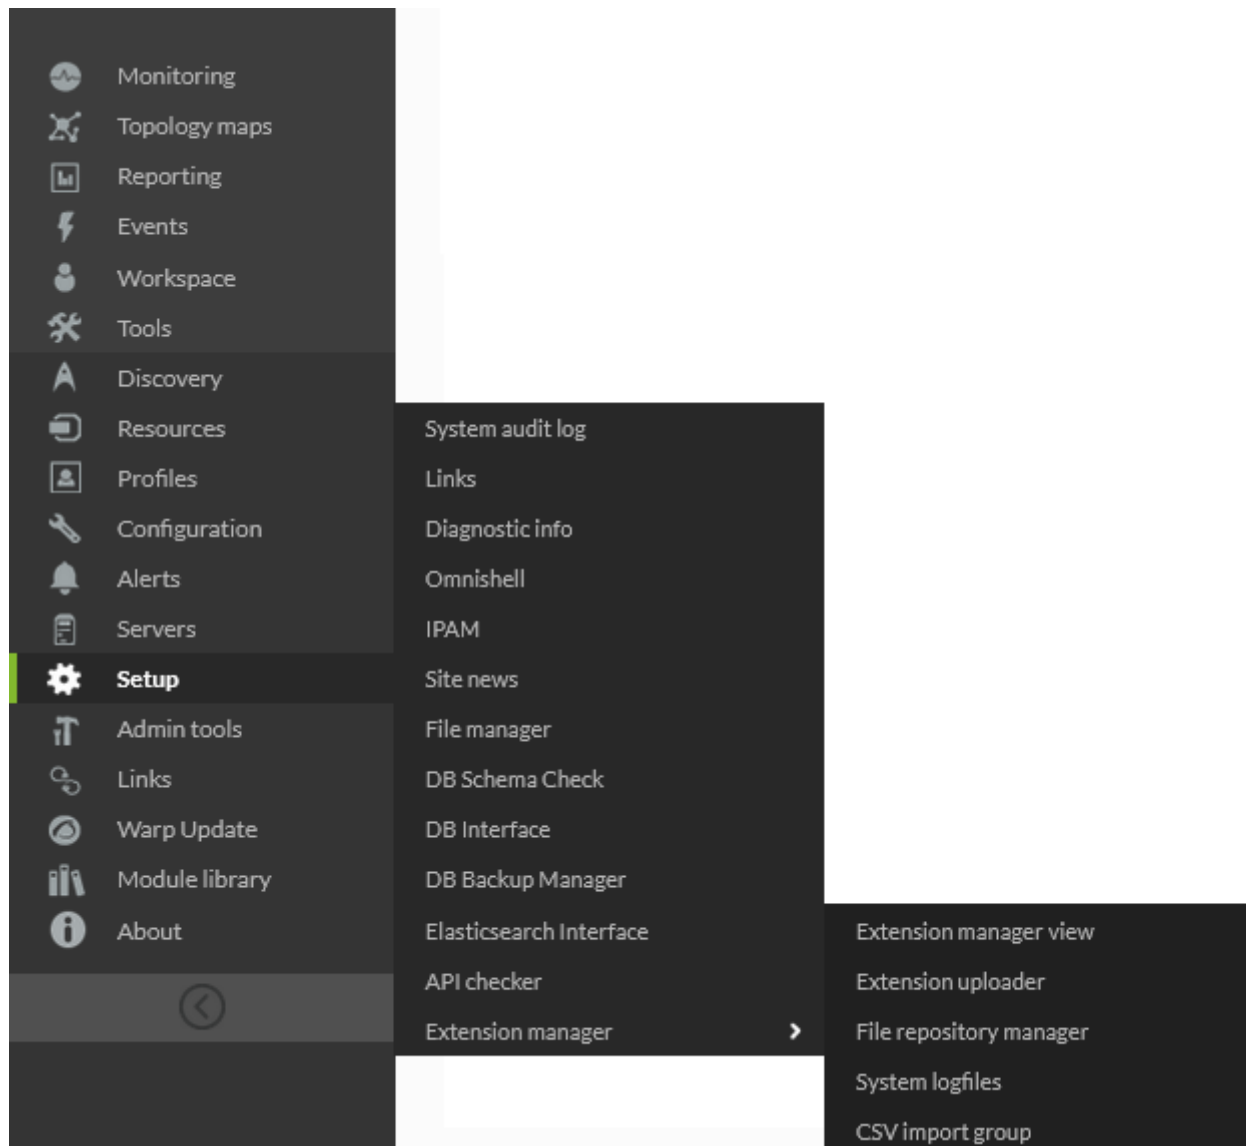 Monitoring
Topology maps
Reporting
Events
Workspace
Tools
Discovery
Resources
Profiles
Configuration
Alerts
Servers
Setup
Admin tools
Links
Warp Update
Module library
About
System audit log
Links
Diagnostic info
Omnishell
IPAM
Site news
File manager
DB Schema Check
DB Interface
DB Backup Manager
Elasticsearch Interface
API checker
Extension manager
Extension manager view
Extension uploader
File repository manager
System logfiles
CSV import group